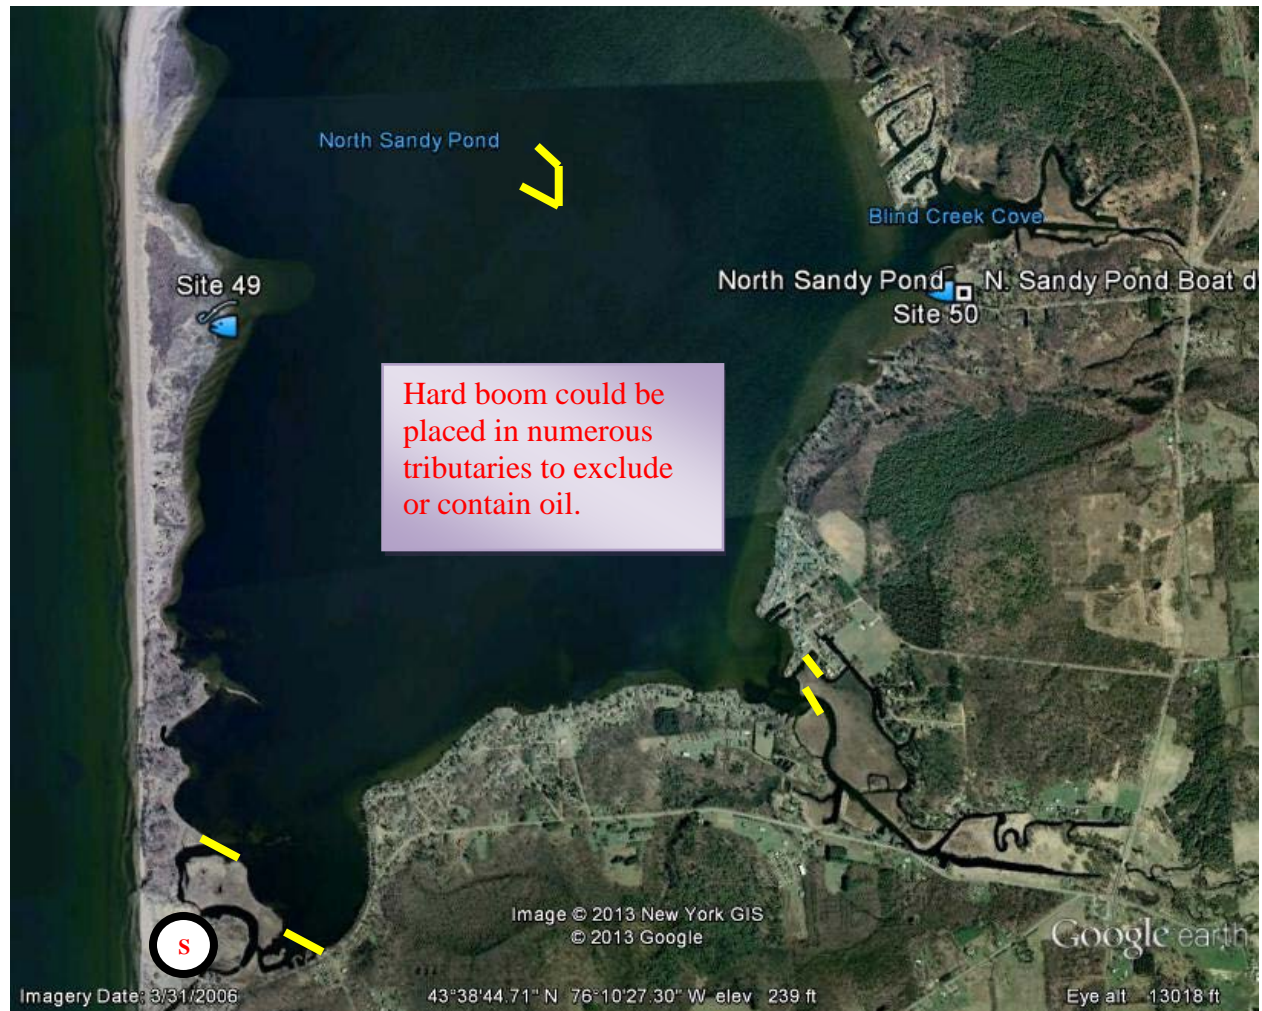 North Sandy Pond
Blind Creek Cove
Site 49
North Sandy Pond
N. Sandy Pond Boat d
Site 50
Hard boom could be
placed in numerous
tributaries to exclude
or contain oil.
S
Image © 2013 New York GIS
© 2013 Google
Google earth
Imagery Date: 3/31/2006
43°38'44.71" N 76°10'27.30" W elev 239 ft
Eye alt 13018 ft